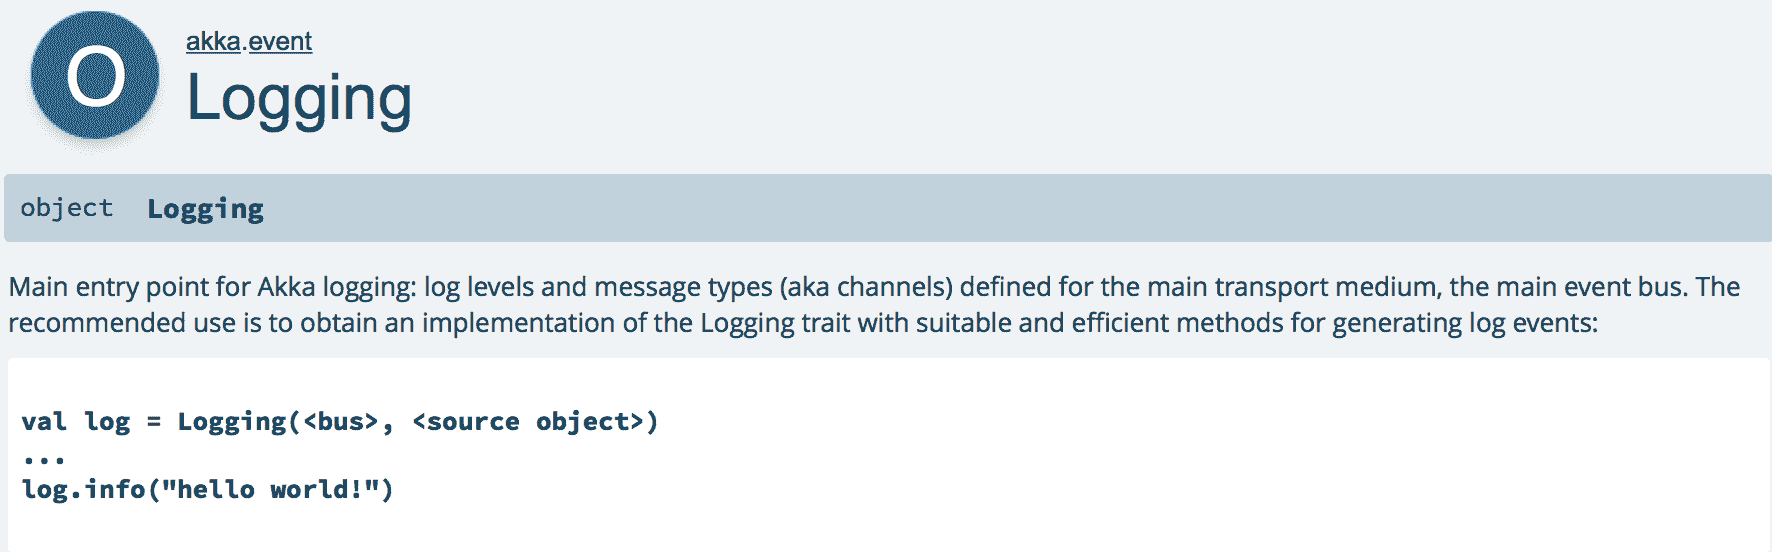 O
akka.event
Logging
object Logging
Main entry point for Akka logging: log levels and message types (aka channels) defined for the main transport medium, the main event bus. The
recommended use is to obtain an implementation of the Logging trait with suitable and efficient methods for generating log events:
val log = Logging(<bus>, <source object>)
...
log.info("hello world!")